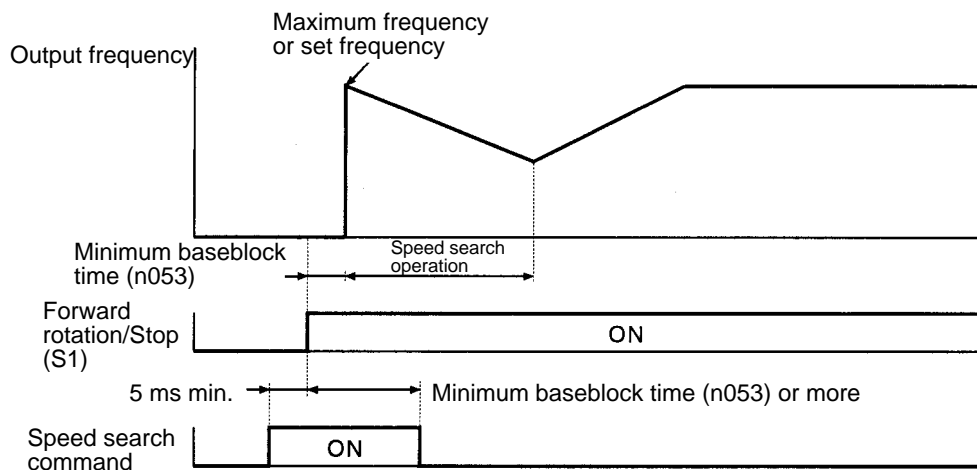 Maximum frequency
or set frequency
Output frequency
Minimum baseblock
time (n053)
Speed search
operation
Forward
rotation/Stop
(S1)
ON
5 ms min.
Minimum baseblock time (n053) or more
Speed search
command
ON